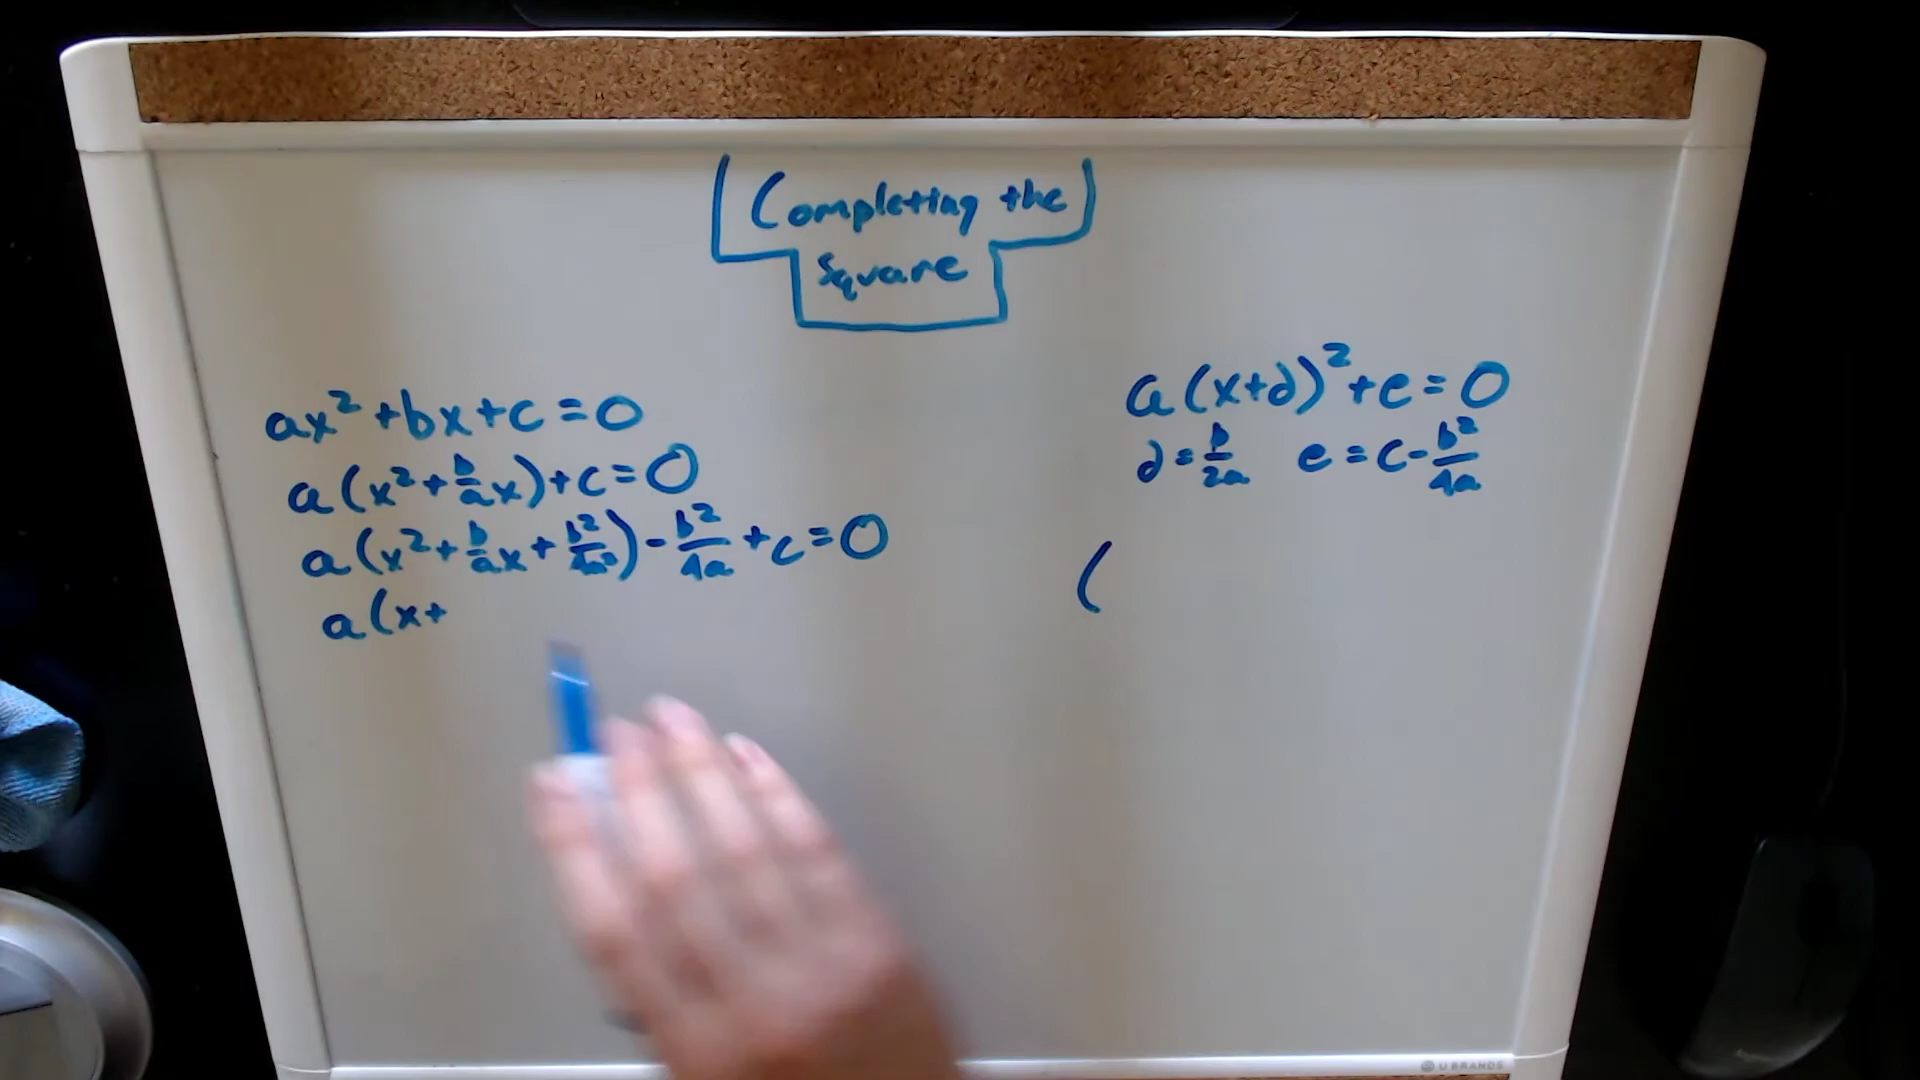 Completing the
Square
ax² + bx + c = 0
a(x² + b/a x) + c = 0
a(x² + b/a x + b²/4a²) - b²/4a + c = 0
a(x+
a(x+d)² + e = 0
d = b/2a e = c - b²/4a
(
U BRANDS